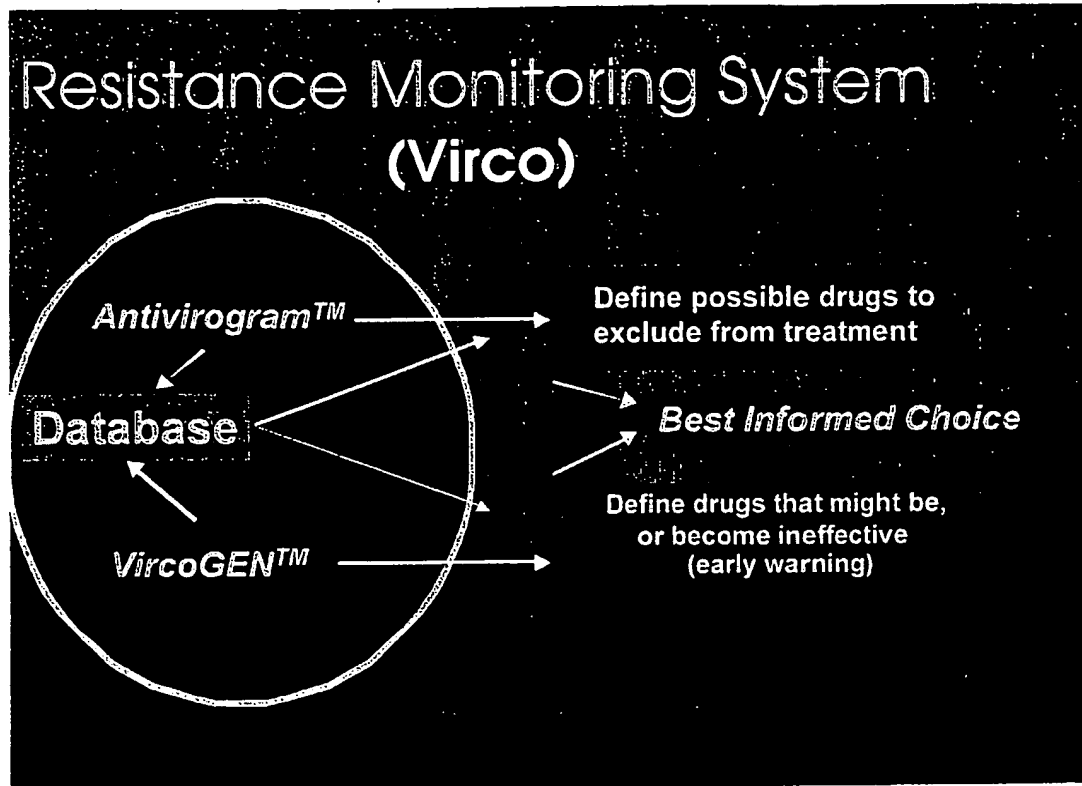 Resistance Monitoring System
(Virco)
Antivirogram™
Database
VircoGEN™
Define possible drugs to
exclude from treatment
Best Informed Choice
Define drugs that might be,
or become ineffective
(early warning)